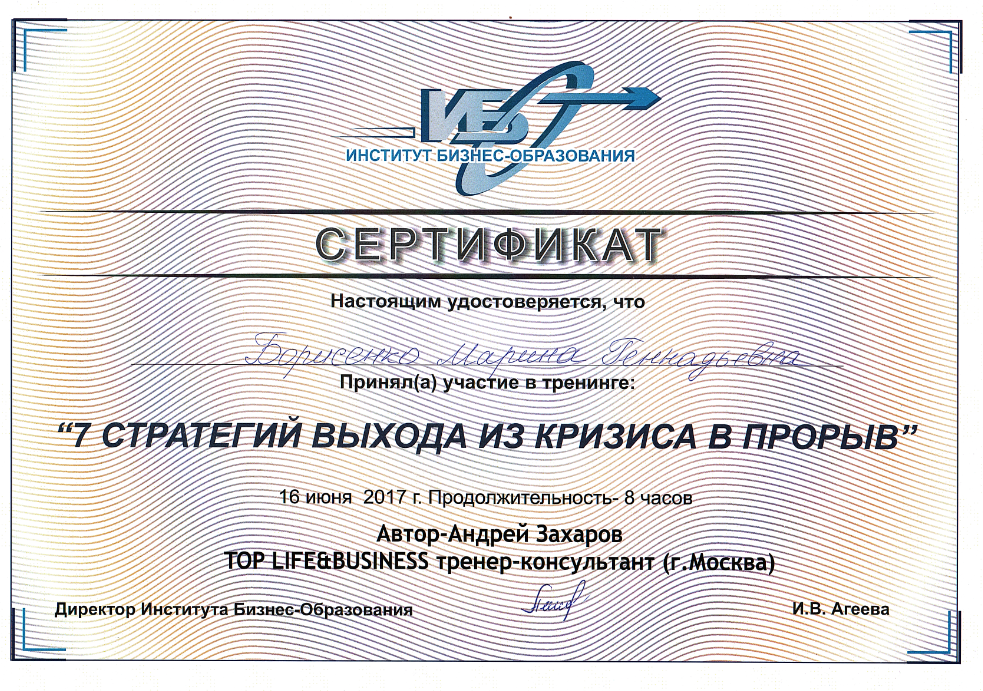 ИБО
ИНСТИТУТ БИЗНЕС-ОБРАЗОВАНИЯ
СЕРТИФИКАТ
Настоящим удостоверяется, что
Борисенко Марина Геннадьевна
Принял(а) участие в тренинге:
“7 СТРАТЕГИЙ ВЫХОДА ИЗ КРИЗИСА В ПРОРЫВ”
16 июня 2017 г. Продолжительность- 8 часов
Автор-Андрей Захаров
TOP LIFE&BUSINESS тренер-консультант (г.Москва)
Директор Института Бизнес-Образования И.В. Агеева